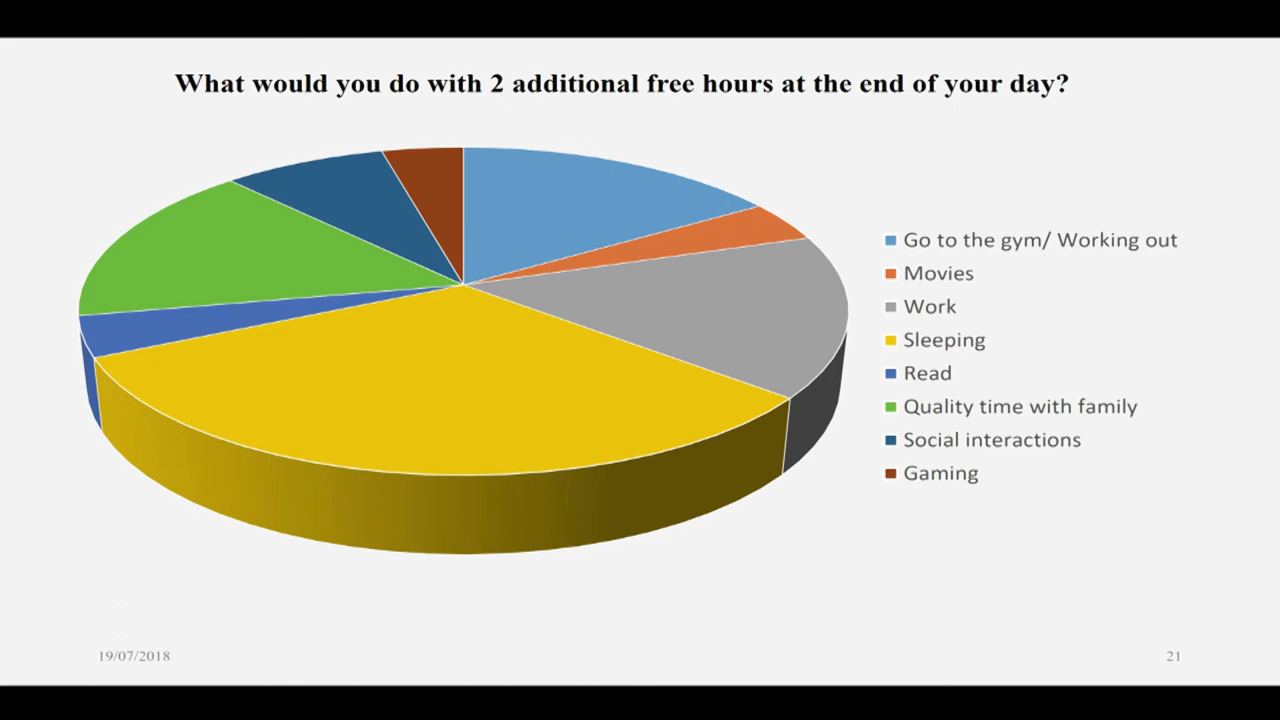 What would you do with 2 additional free hours at the end of your day?
Go to the gym/ Working out
Movies
Work
Sleeping
Read
Quality time with family
Social interactions
Gaming
19/07/2018
21